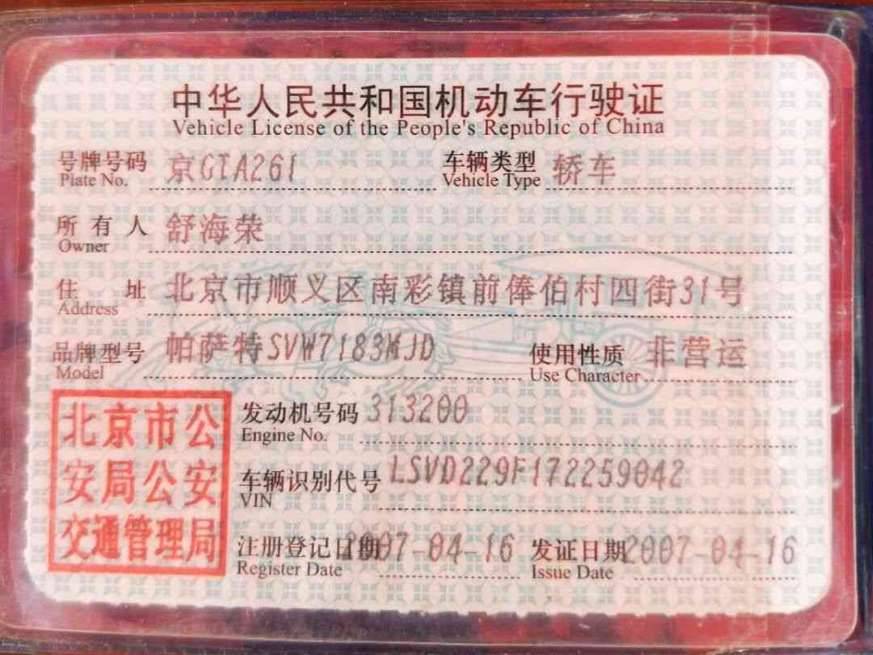 中华人民共和国机动车行驶证
Vehicle License of the People's Republic of China
号牌号码 京GTA261 车辆类型 轿车
Plate No. Vehicle Type
所有人 舒海荣
Owner
住址 北京市顺义区南彩镇前俸伯村四街31号
Address
品牌型号 帕萨特SVW7183MJD 使用性质 非营运
Model Use Character
北京市公
安局公安
交通管理局
发动机号码 313200
Engine No.
车辆识别代号 LSVD229F172259042
VIN
注册登记日期 2007-04-16 发证日期 2007-04-16
Register Date Issue Date